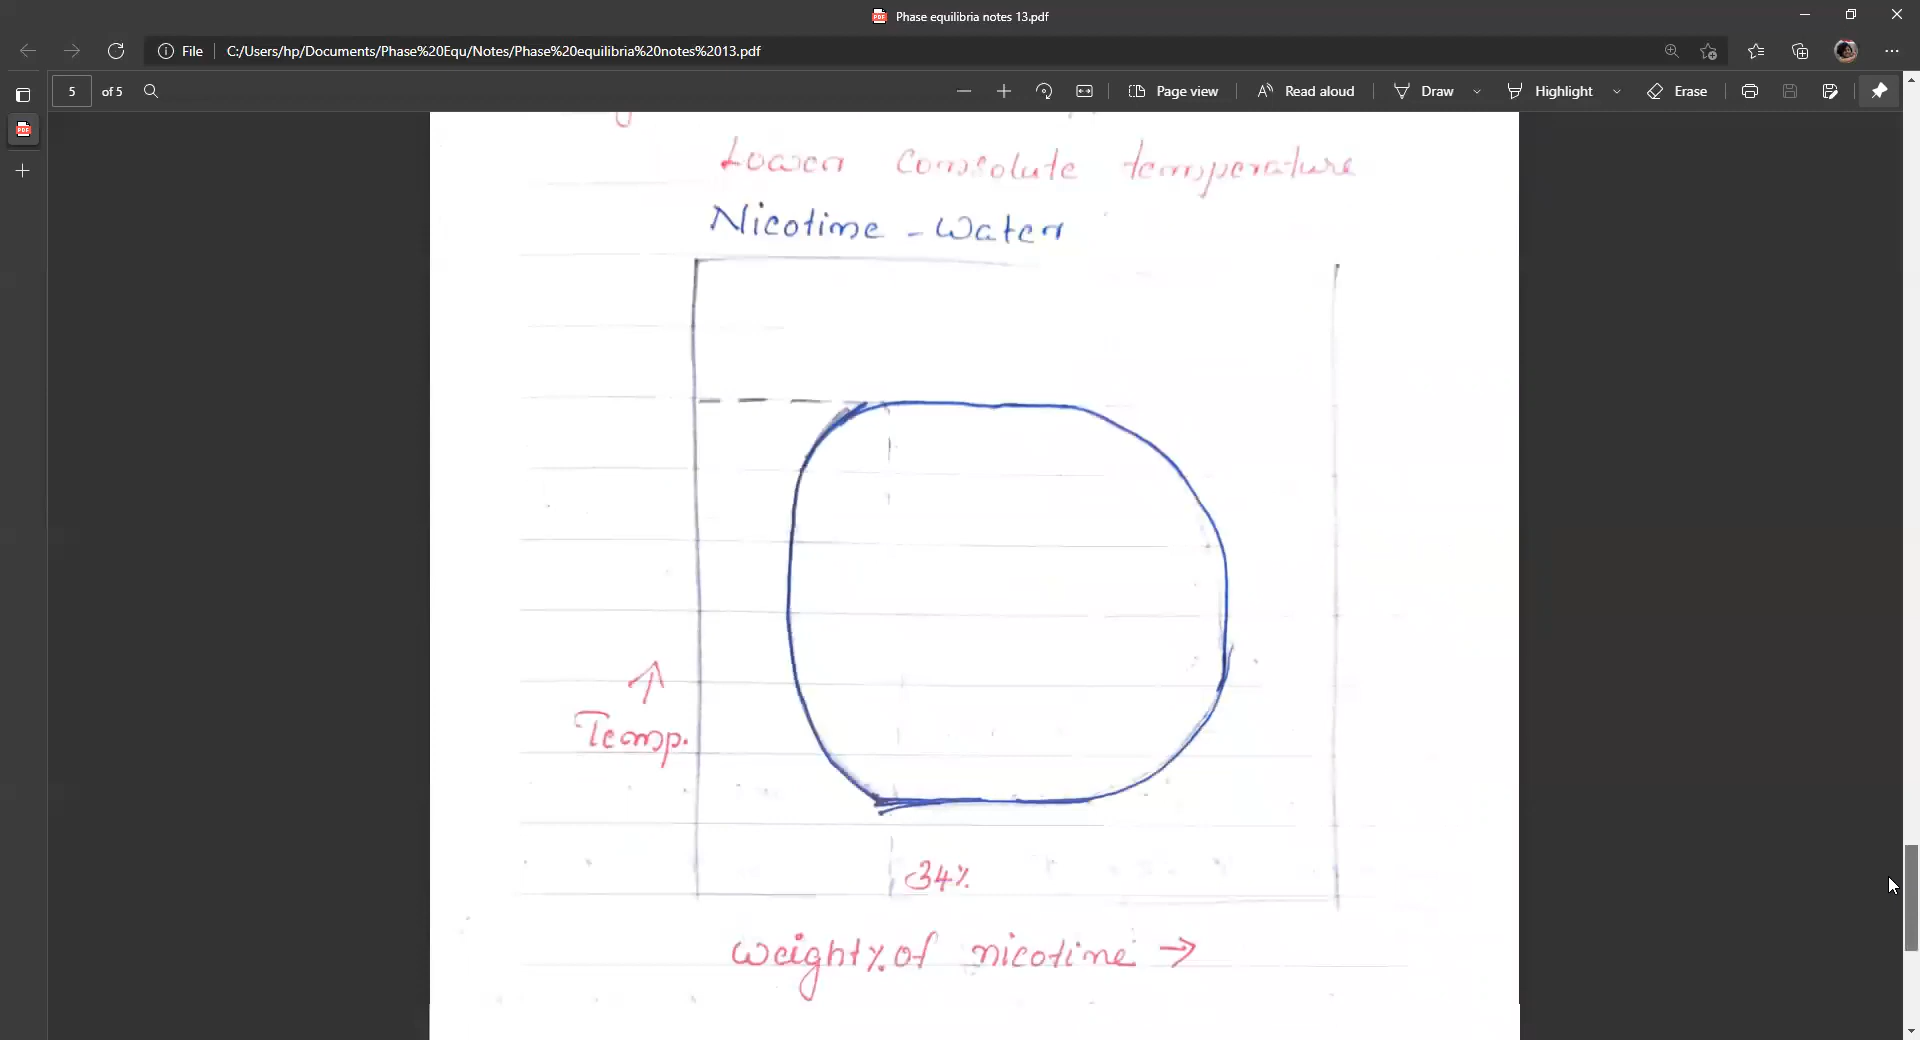 Phase equilibria notes 13.pdf
File C:/Users/hp/Documents/Phase%20Equ/Notes/Phase%20equilibria%20notes%2013.pdf
5 of 5 Page view Read aloud Draw Highlight Erase
Lower consolute temperature
Nicotine - Water
Temp.
34%
weight% of nicotine →